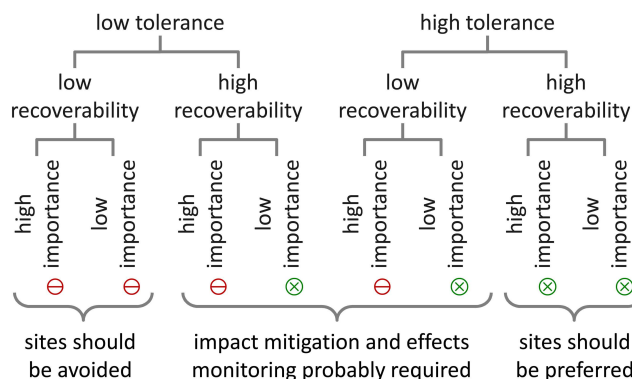 low tolerance
high tolerance
low
recoverability
high
recoverability
low
recoverability
high
recoverability
high
importance
low
importance
high
importance
low
importance
high
importance
low
importance
high
importance
low
importance
sites should
be avoided
impact mitigation and effects
monitoring probably required
sites should
be preferred